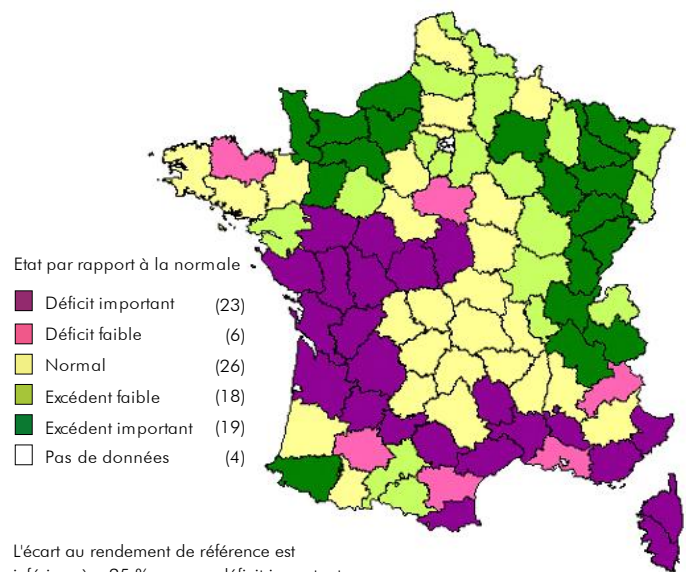 Etat par rapport à la normale
Déficit important (23)
Déficit faible (6)
Normal (26)
Excédent faible (18)
Excédent important (19)
Pas de données (4)
L'écart au rendement de référence est